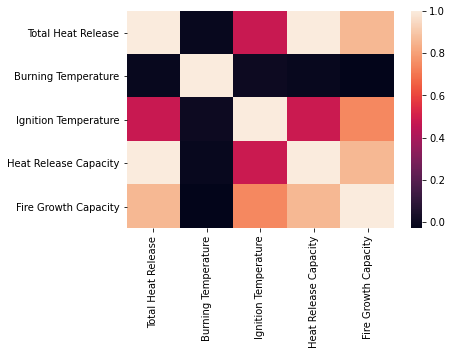 Total Heat Release
Burning Temperature
Ignition Temperature
Heat Release Capacity
Fire Growth Capacity
Total Heat Release
Burning Temperature
Ignition Temperature
Heat Release Capacity
Fire Growth Capacity
1.0
0.8
0.6
0.4
0.2
0.0